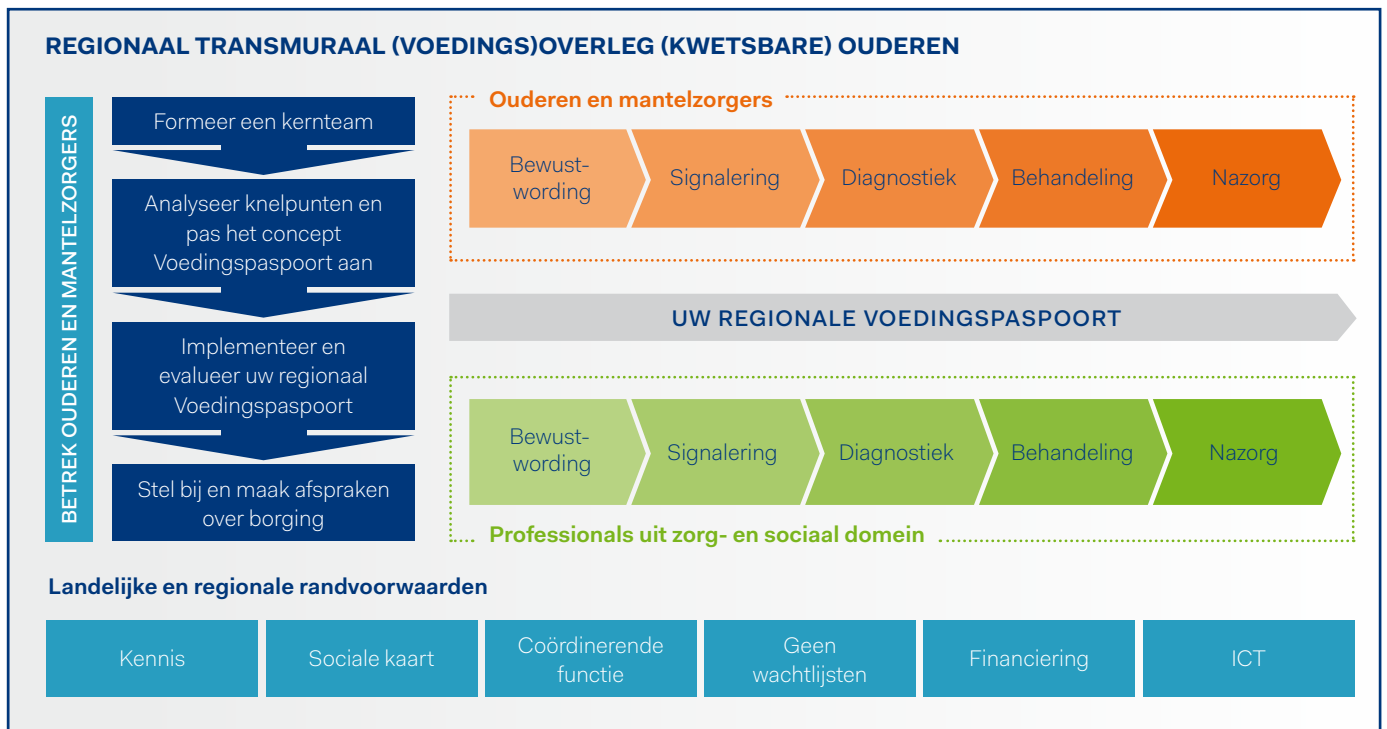 REGIONAAL TRANSMURAAL (VOEDINGS)OVERLEG (KWETSBARE) OUDEREN
BETREK OUDEREN EN MANTELZORGERS
Formeer een kernteam
Analyseer knelpunten en
pas het concept
Voedingspaspoort aan
Implementeer en
evalueer uw regionaal
Voedingspaspoort
Stel bij en maak afspraken
over borging
Ouderen en mantelzorgers
Bewust-
wording
Signalering
Diagnostiek
Behandeling
Nazorg
UW REGIONALE VOEDINGSPASPOORT
Bewust-
wording
Signalering
Diagnostiek
Behandeling
Nazorg
Professionals uit zorg- en sociaal domein
Landelijke en regionale randvoorwaarden
Kennis
Sociale kaart
Coördinerende
functie
Geen
wachtlijsten
Financiering
ICT